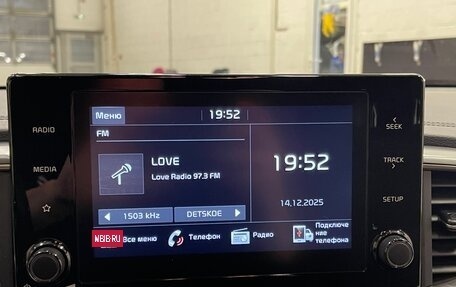 RADIO
MEDIA
SEEK
TRACK
SETUP
Меню
19:52
FM
LOVE
Love Radio 97.3 FM
1503 kHz
DETSKOE
19:52
14.12.2025
Все меню
Телефон
Радио
Подключе
ние
телефона